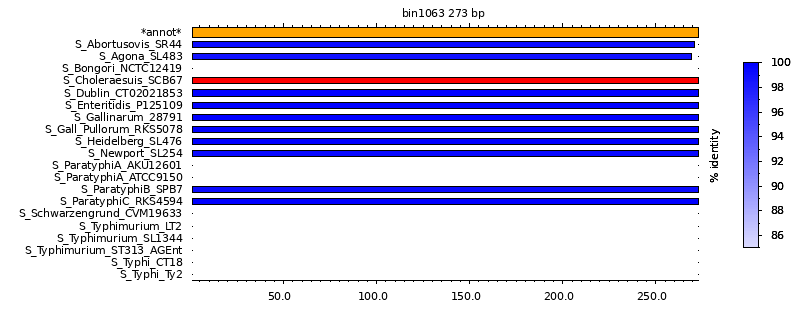 bin1063 273 bp
*annot*
S_Abortusovis_SR44
S_Agona_SL483
S_Bongori_NCTC12419
S_Choleraesuis_SCB67
S_Dublin_CT02021853
S_Enteritidis_P125109
S_Gallinarum_28791
S_Gall_Pullorum_RKS5078
S_Heidelberg_SL476
S_Newport_SL254
S_ParatyphiA_AKU12601
S_ParatyphiA_ATCC9150
S_ParatyphiB_SPB7
S_ParatyphiC_RKS4594
S_Schwarzengrund_CVM19633
S_Typhimurium_LT2
S_Typhimurium_SL1344
S_Typhimurium_ST313_AGEnt
S_Typhi_CT18
S_Typhi_Ty2
50.0 100.0 150.0 200.0 250.0
% identity
100
98
96
94
92
90
88
86